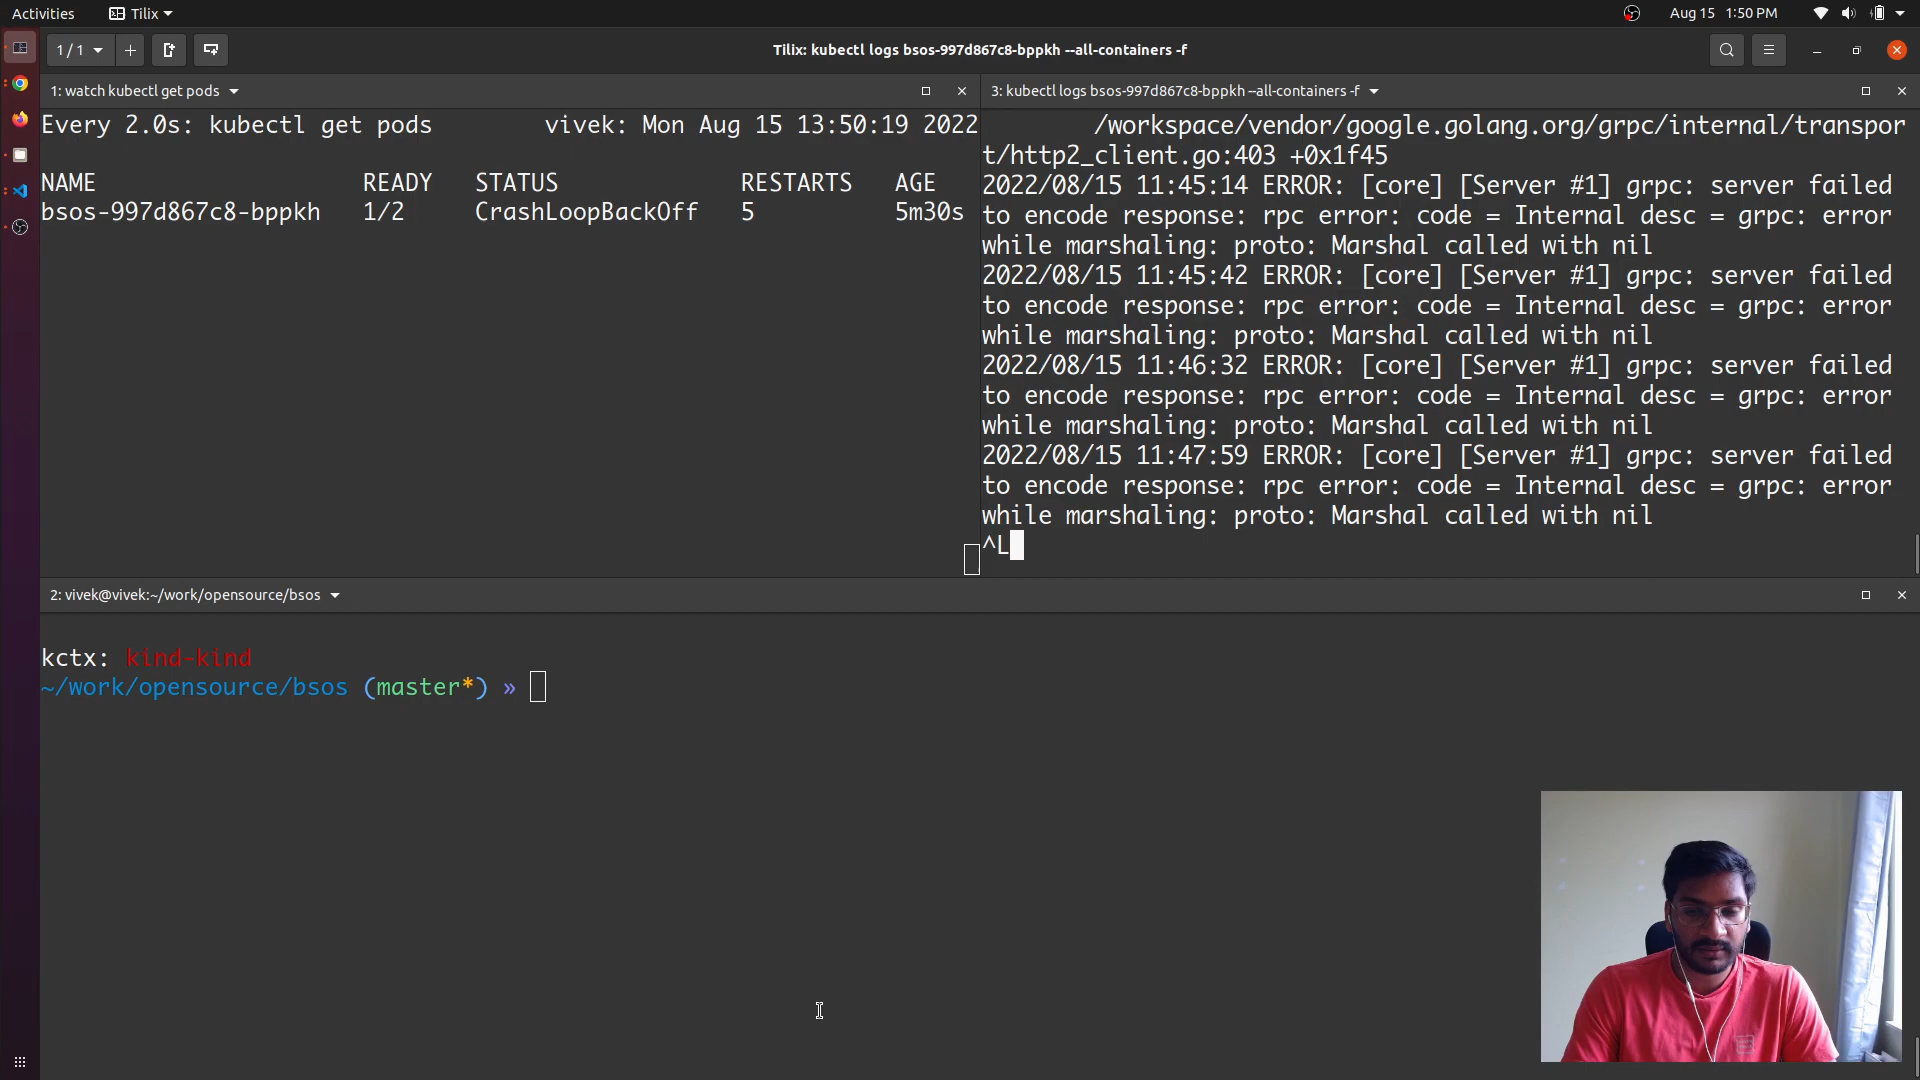 Activities
Tilix
Aug 15 1:50 PM
1 / 1
Tilix: kubectl logs bsos-997d867c8-bppkh --all-containers -f
1: watch kubectl get pods
Every 2.0s: kubectl get pods vivek: Mon Aug 15 13:50:19 2022
NAME READY STATUS RESTARTS AGE
bsos-997d867c8-bppkh 1/2 CrashLoopBackOff 5 5m30s
3: kubectl logs bsos-997d867c8-bppkh --all-containers -f
/workspace/vendor/google.golang.org/grpc/internal/transpor
t/http2_client.go:403 +0x1f45
2022/08/15 11:45:14 ERROR: [core] [Server #1] grpc: server failed
to encode response: rpc error: code = Internal desc = grpc: error
while marshaling: proto: Marshal called with nil
2022/08/15 11:45:42 ERROR: [core] [Server #1] grpc: server failed
to encode response: rpc error: code = Internal desc = grpc: error
while marshaling: proto: Marshal called with nil
2022/08/15 11:46:32 ERROR: [core] [Server #1] grpc: server failed
to encode response: rpc error: code = Internal desc = grpc: error
while marshaling: proto: Marshal called with nil
2022/08/15 11:47:59 ERROR: [core] [Server #1] grpc: server failed
to encode response: rpc error: code = Internal desc = grpc: error
while marshaling: proto: Marshal called with nil
^L
2: vivek@vivek:~/work/opensource/bsos
kctx: kind-kind
~/work/opensource/bsos (master*) »